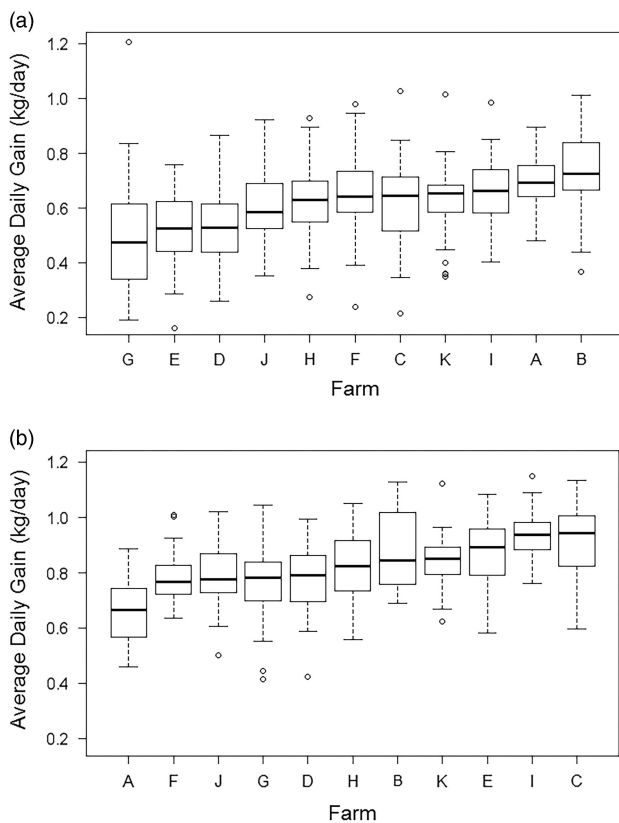 (a)
Average Daily Gain (kg/day)
1.2
1.0
0.8
0.6
0.4
0.2
G E D J H F C K I A B
Farm
(b)
Average Daily Gain (kg/day)
1.2
1.0
0.8
0.6
0.4
0.2
A F J G D H B K E I C
Farm